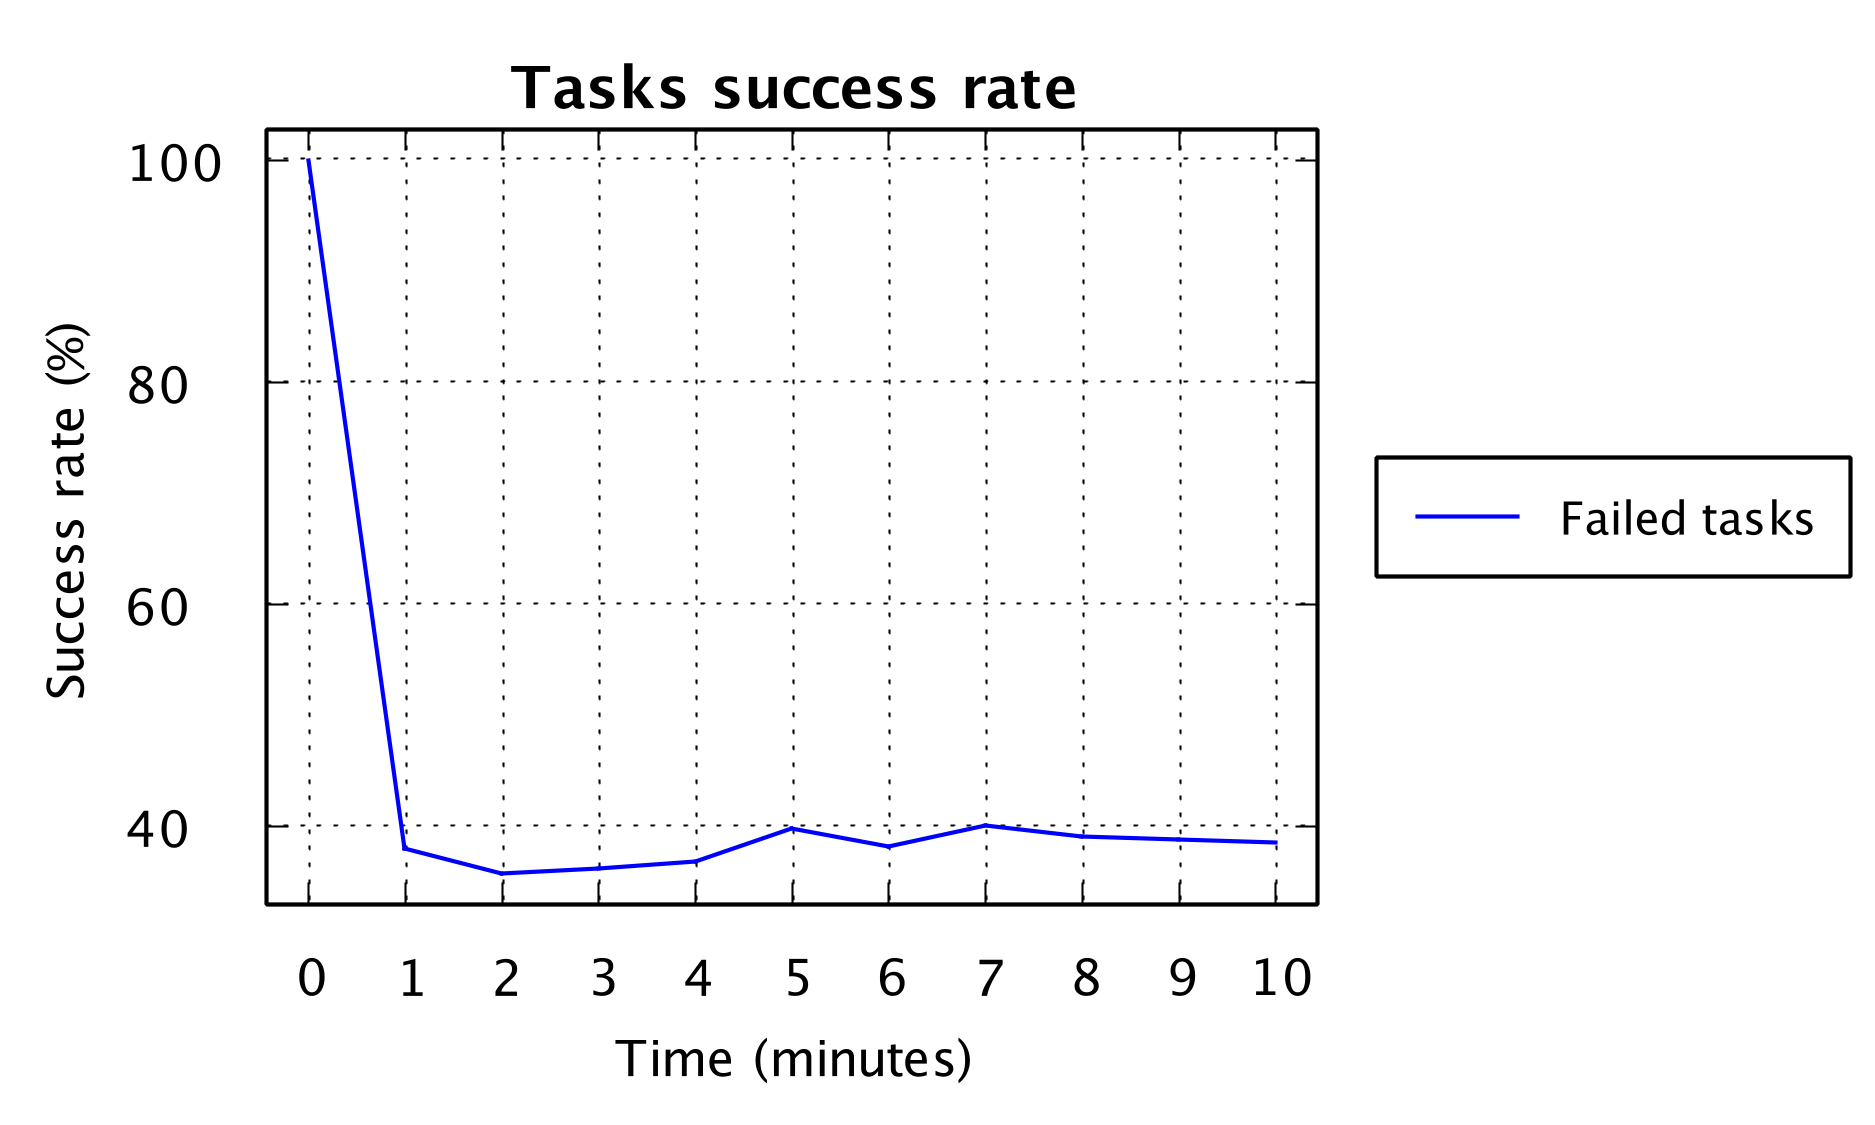 Tasks success rate
100
80
60
40
Success rate (%)
Failed tasks
0 1 2 3 4 5 6 7 8 9 10
Time (minutes)